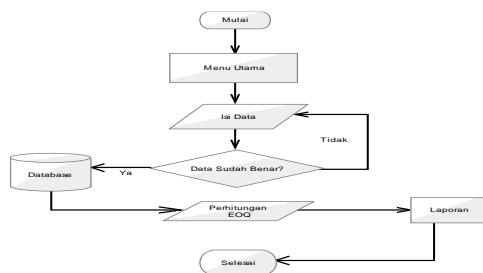 Mulai
Menu Utama
Isi Data
Tidak
Data Sudah Benar?
Ya
Database
Perhitungan
EOQ
Laporan
Selesai